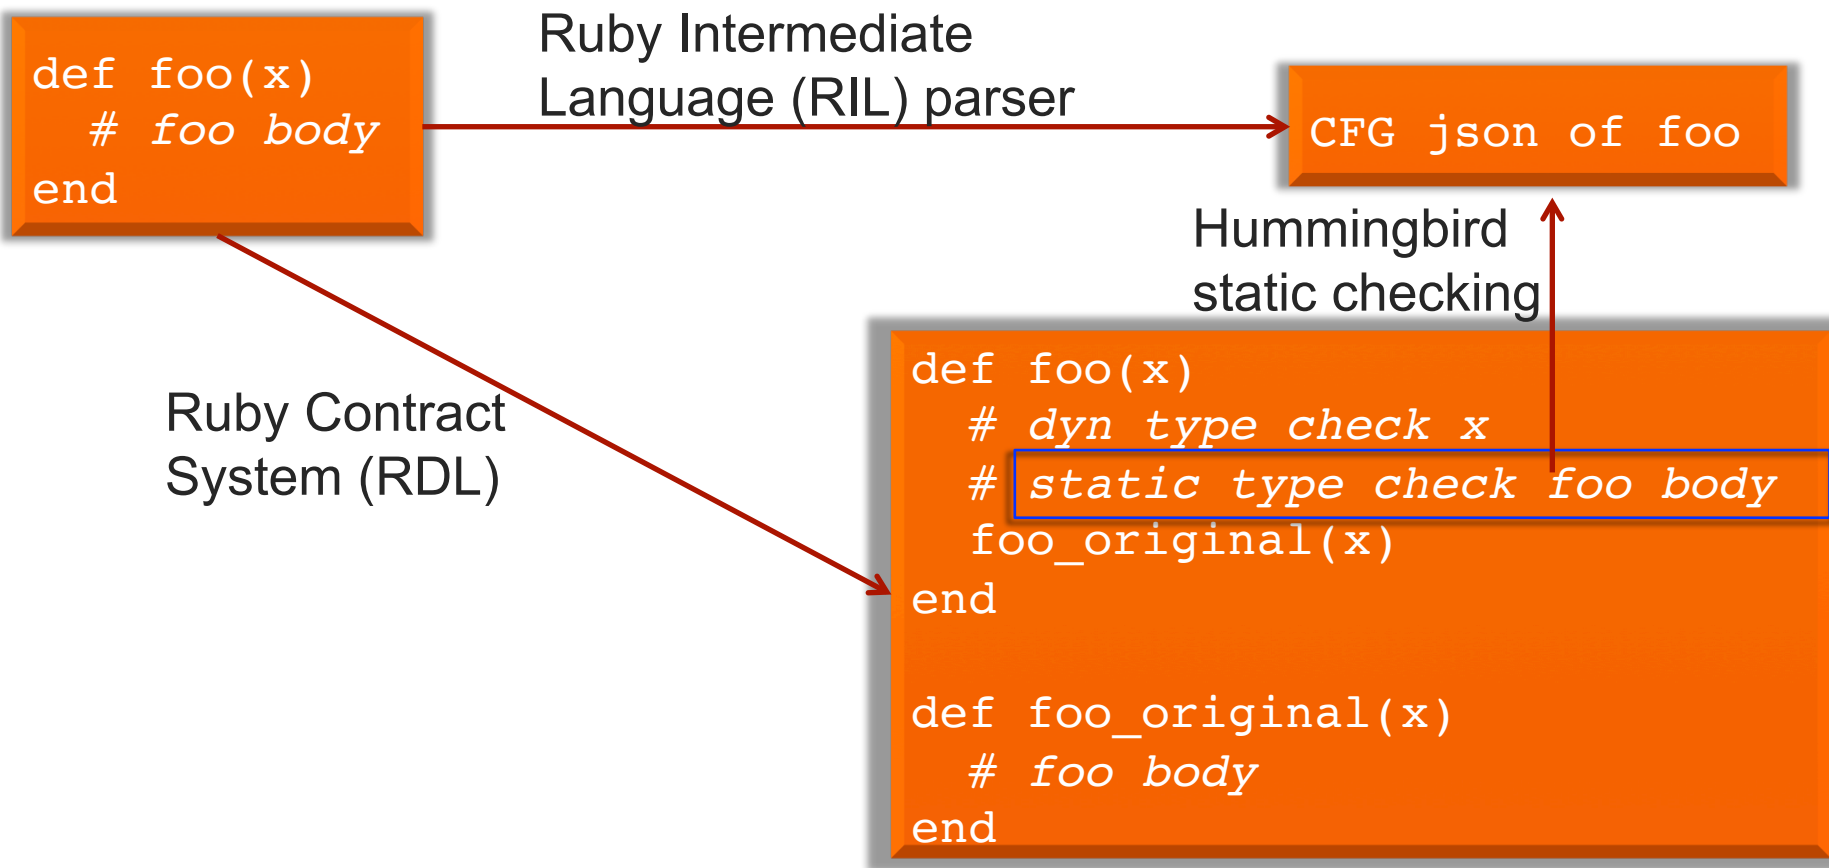 def foo(x)
  # foo body
end
Ruby Intermediate
Language (RIL) parser
CFG json of foo
Hummingbird
static checking
Ruby Contract
System (RDL)
def foo(x)
  # dyn type check x
  # static type check foo body
  foo_original(x)
end

def foo_original(x)
  # foo body
end